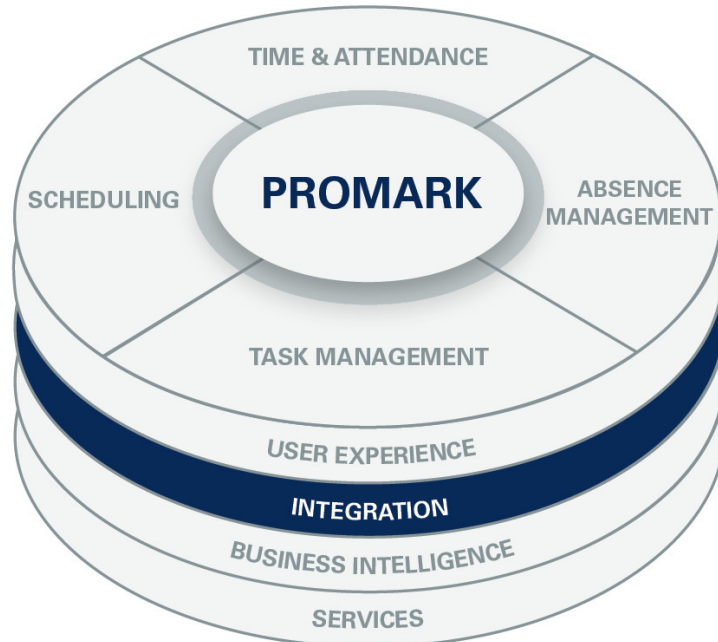 TIME & ATTENDANCE
SCHEDULING
PROMARK
ABSENCE
MANAGEMENT
TASK MANAGEMENT
USER EXPERIENCE
INTEGRATION
BUSINESS INTELLIGENCE
SERVICES